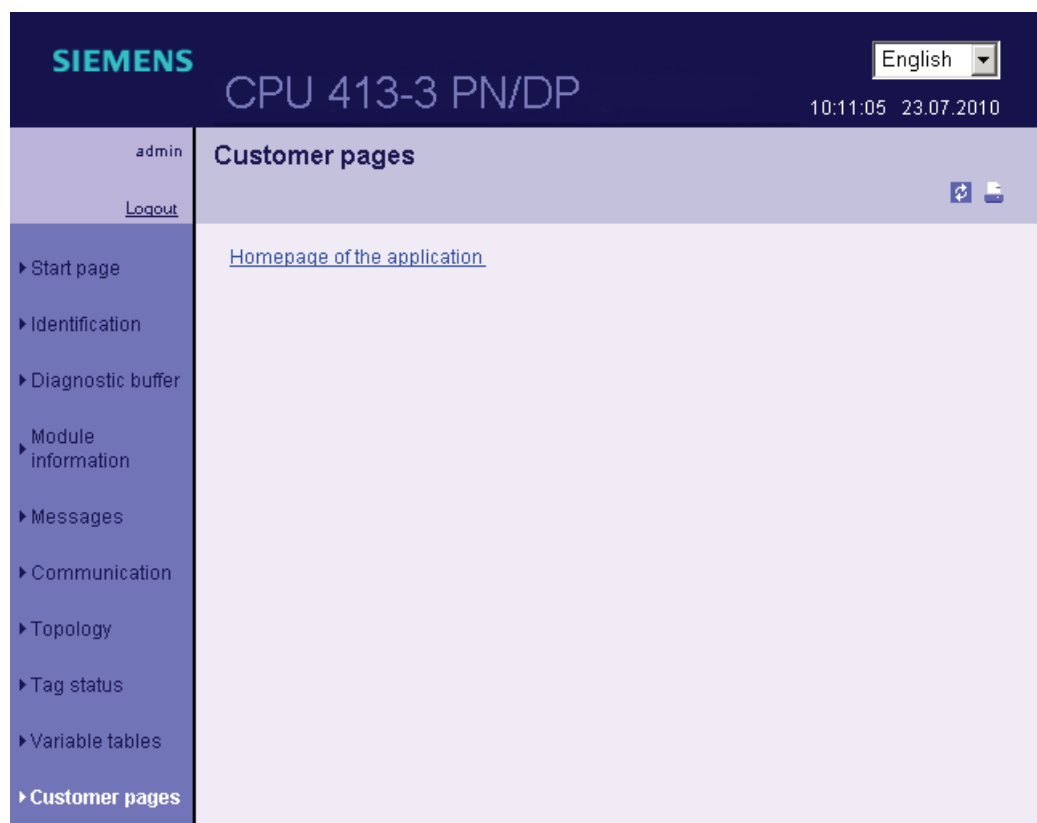 SIEMENS
CPU 413-3 PN/DP
English
10:11:05 23.07.2010
admin
Logout
Customer pages
Homepage of the application
Start page
Identification
Diagnostic buffer
Module
information
Messages
Communication
Topology
Tag status
Variable tables
Customer pages